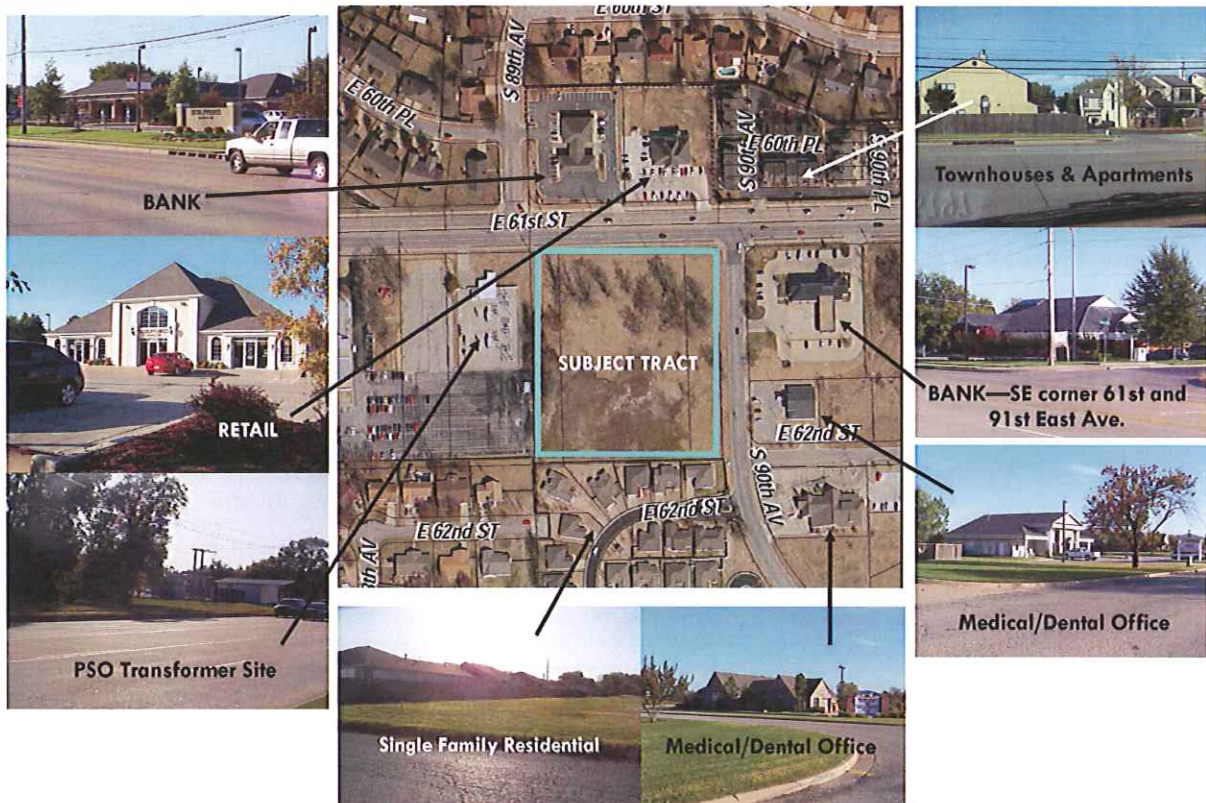 BANK
RETAIL
PSO Transformer Site
E 60th ST
S 89th AV
E 60th PL
S 90th AV
E 60th PL
S 90th PL
E 61st ST
SUBJECT TRACT
E 62nd ST
E 62nd ST
E 62nd ST
S 90th AV
Townhouses & Apartments
BANK—SE corner 61st and
91st East Ave.
Medical/Dental Office
Single Family Residential
Medical/Dental Office